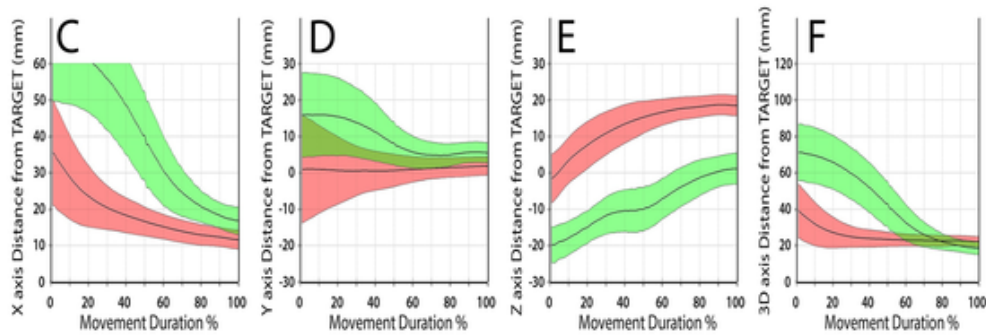 C
X axis Distance from TARGET (mm)
60
50
40
30
20
10
0
0 20 40 60 80 100
Movement Duration %
D
Y axis Distance from TARGET (mm)
30
20
10
0
-10
-20
-30
0 20 40 60 80 100
Movement Duration %
E
Z axis Distance from TARGET (mm)
30
20
10
0
-10
-20
-30
0 20 40 60 80 100
Movement Duration %
F
3D axis Distance from TARGET (mm)
120
100
80
60
40
20
0
0 20 40 60 80 100
Movement Duration %